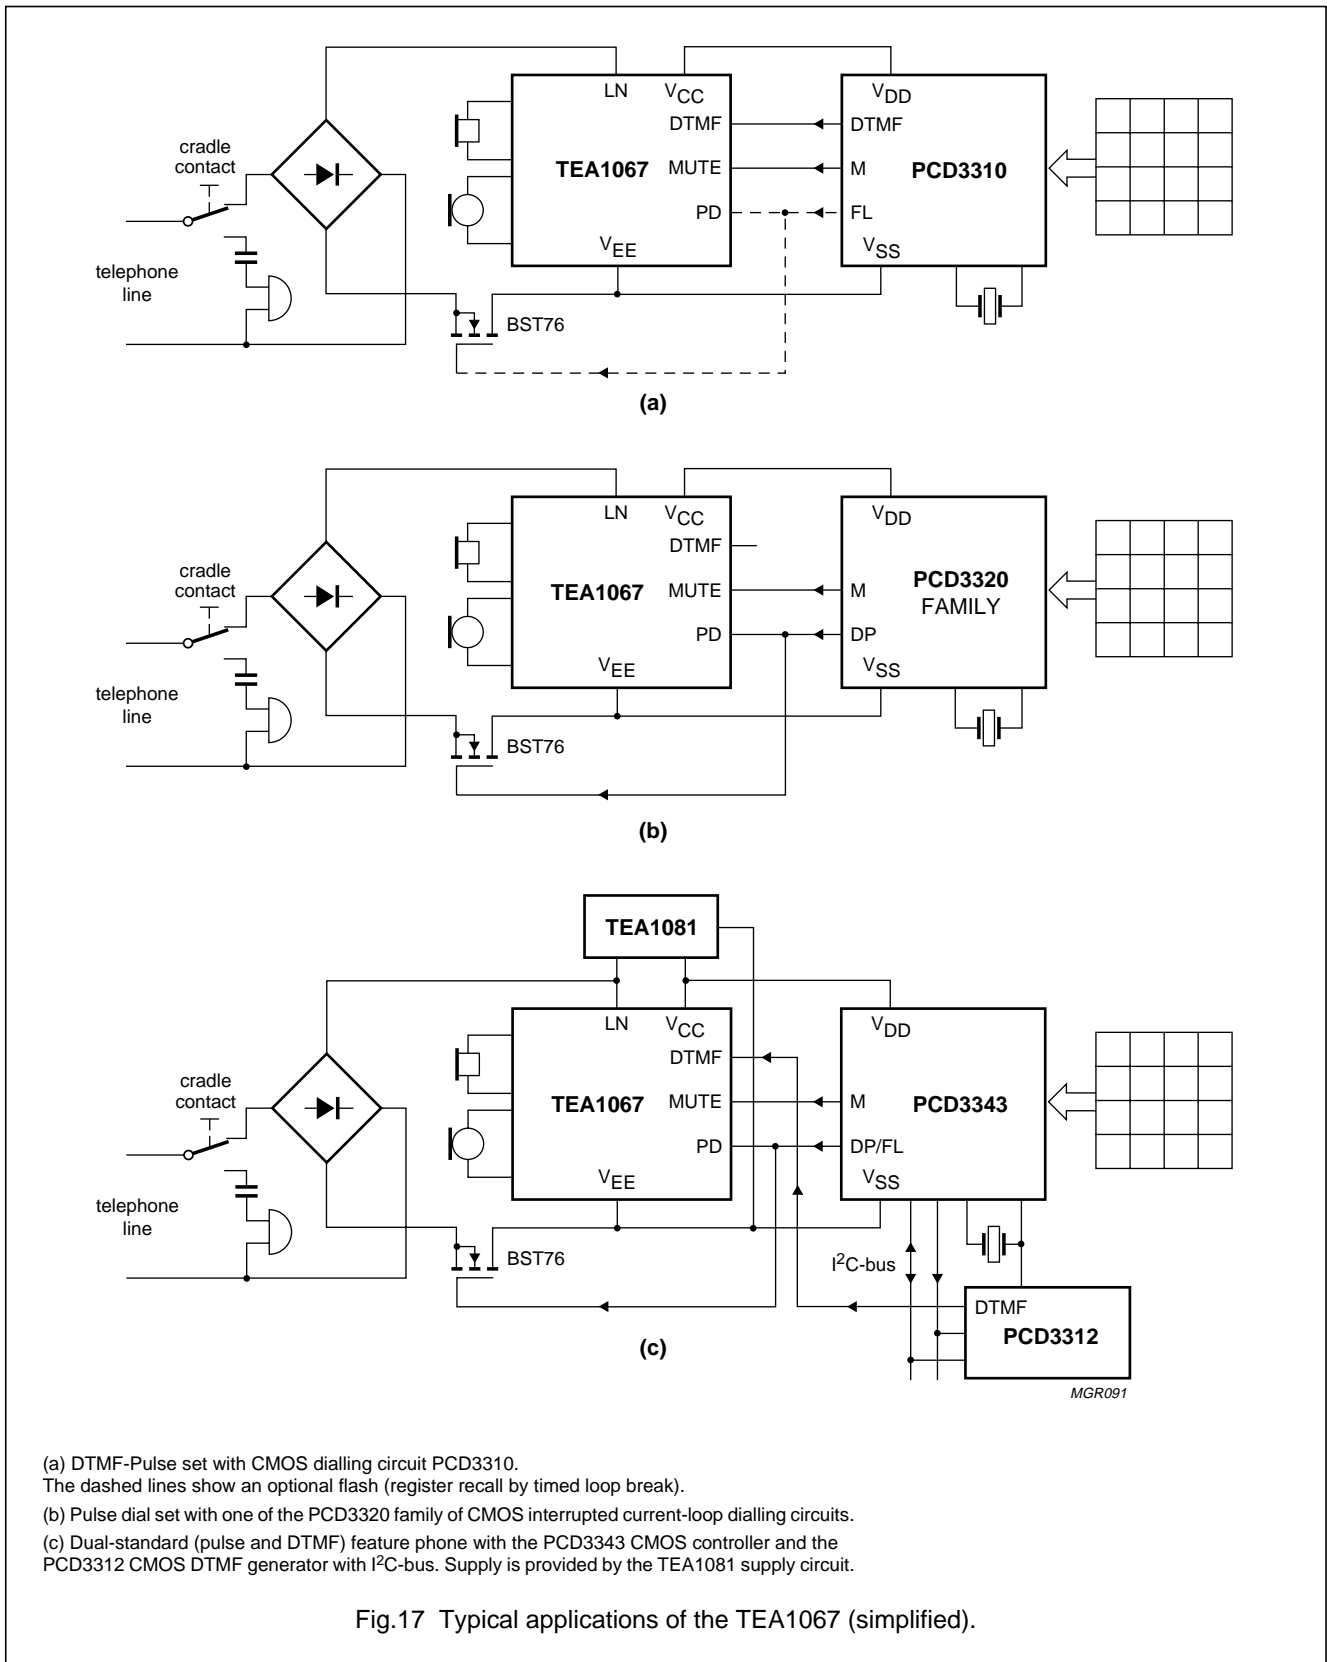 LN
VCC
DTMF
TEA1067
MUTE
PD
VEE
VDD
DTMF
PCD3310
M
FL
VSS
cradle
contact
telephone
line
BST76
(a)
LN
VCC
DTMF
TEA1067
MUTE
PD
VEE
VDD
PCD3320
FAMILY
M
DP
VSS
cradle
contact
telephone
line
BST76
(b)
TEA1081
LN
VCC
DTMF
TEA1067
MUTE
PD
VEE
VDD
M
PCD3343
DP/FL
VSS
cradle
contact
telephone
line
BST76
I²C-bus
DTMF
PCD3312
(c)
MGR091
(a) DTMF-Pulse set with CMOS dialling circuit PCD3310.
The dashed lines show an optional flash (register recall by timed loop break).
(b) Pulse dial set with one of the PCD3320 family of CMOS interrupted current-loop dialling circuits.
(c) Dual-standard (pulse and DTMF) feature phone with the PCD3343 CMOS controller and the
PCD3312 CMOS DTMF generator with I²C-bus. Supply is provided by the TEA1081 supply circuit.
Fig.17 Typical applications of the TEA1067 (simplified).